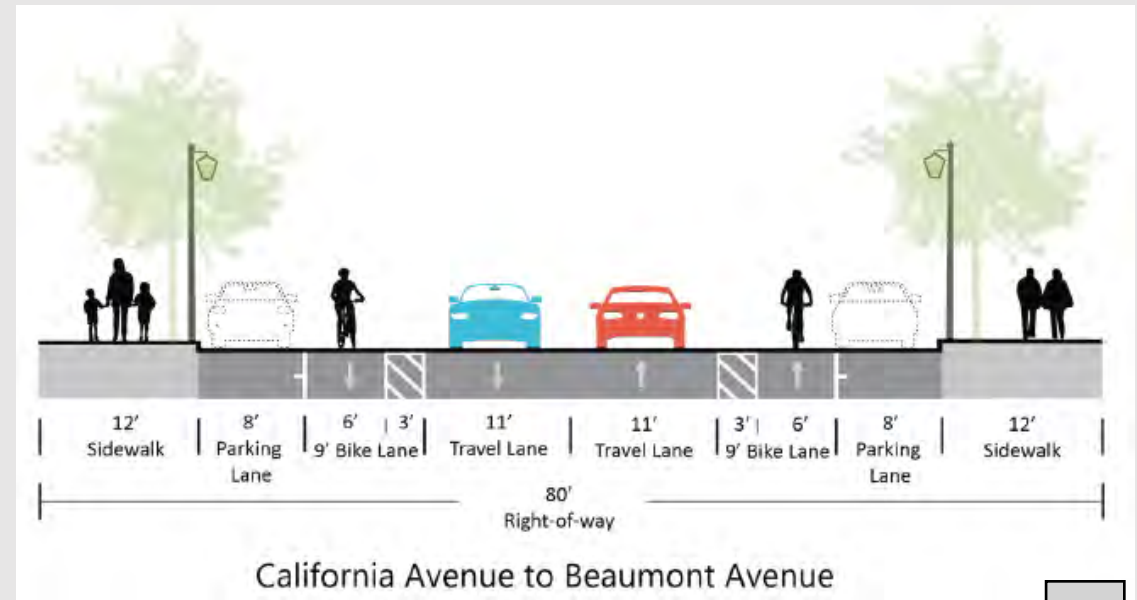 12' 8' 6' 3' 11' 11' 3' 6' 8' 12'
Sidewalk Parking 9' Bike Lane Travel Lane Travel Lane 9' Bike Lane Parking Sidewalk
Lane Lane
80'
Right-of-way
California Avenue to Beaumont Avenue